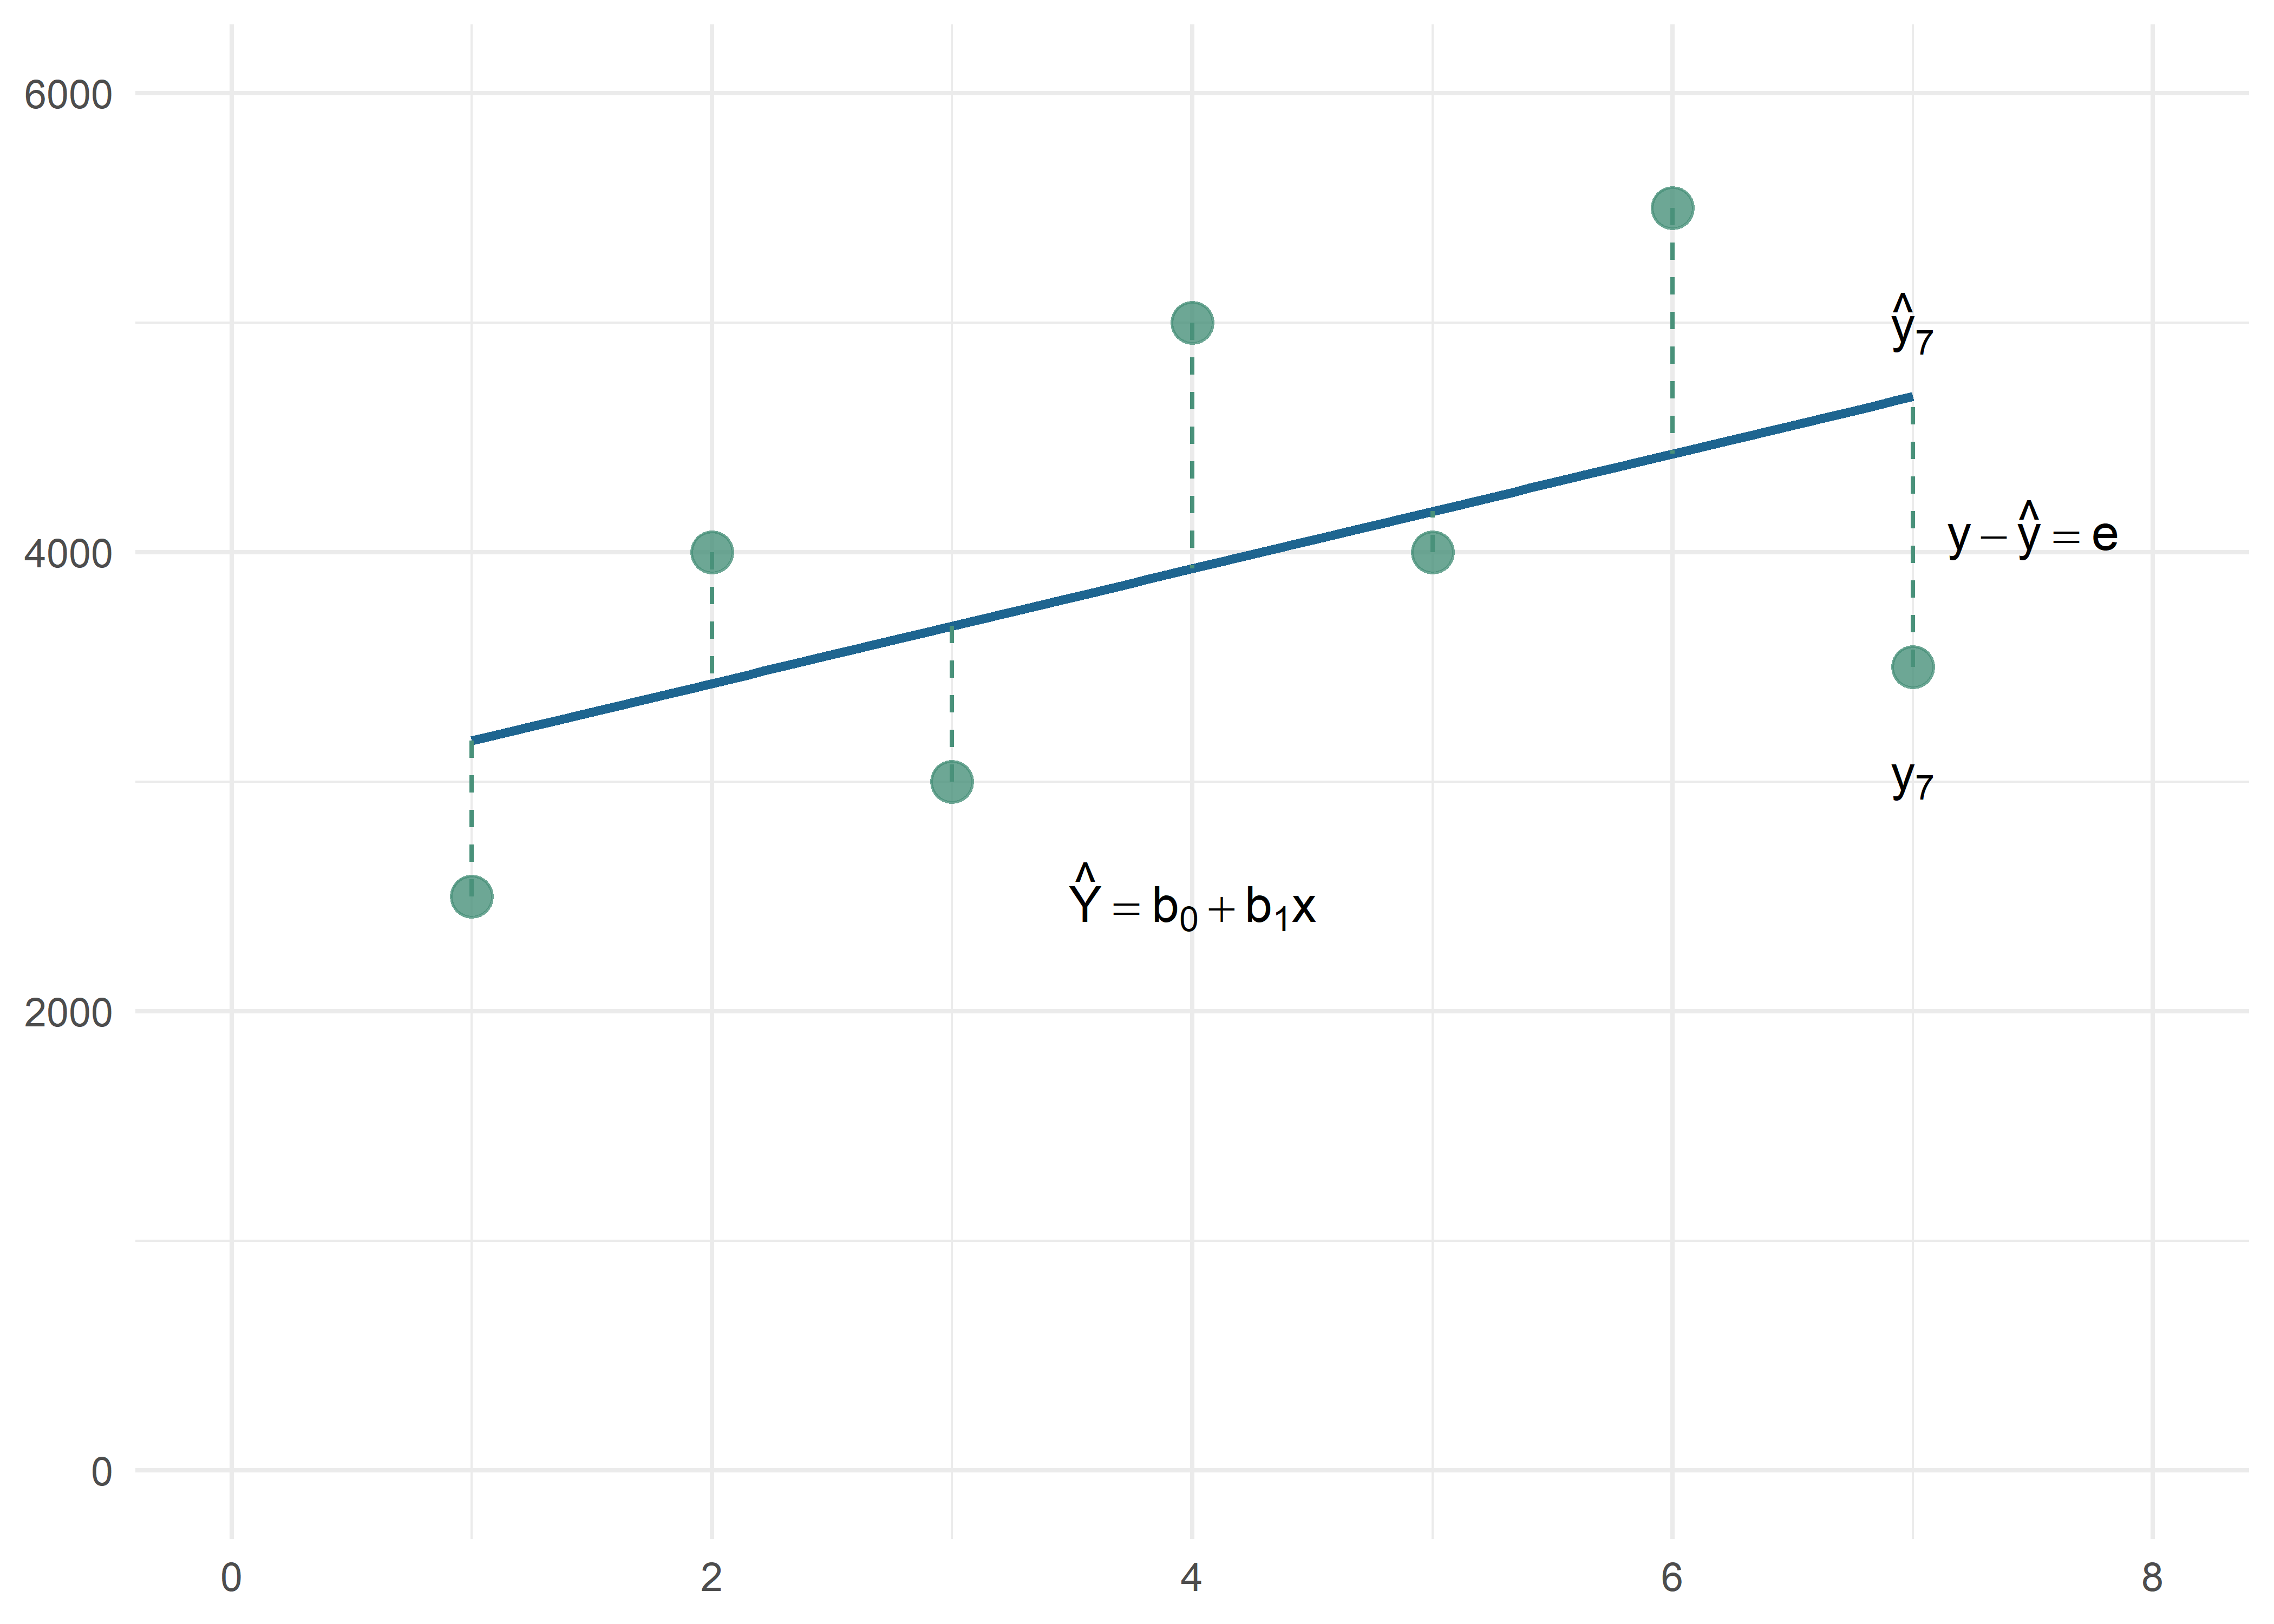 6000
ŷ₇
4000
y − ŷ = e
y₇
Ŷ = b₀ + b₁x
2000
0
0 2 4 6 8